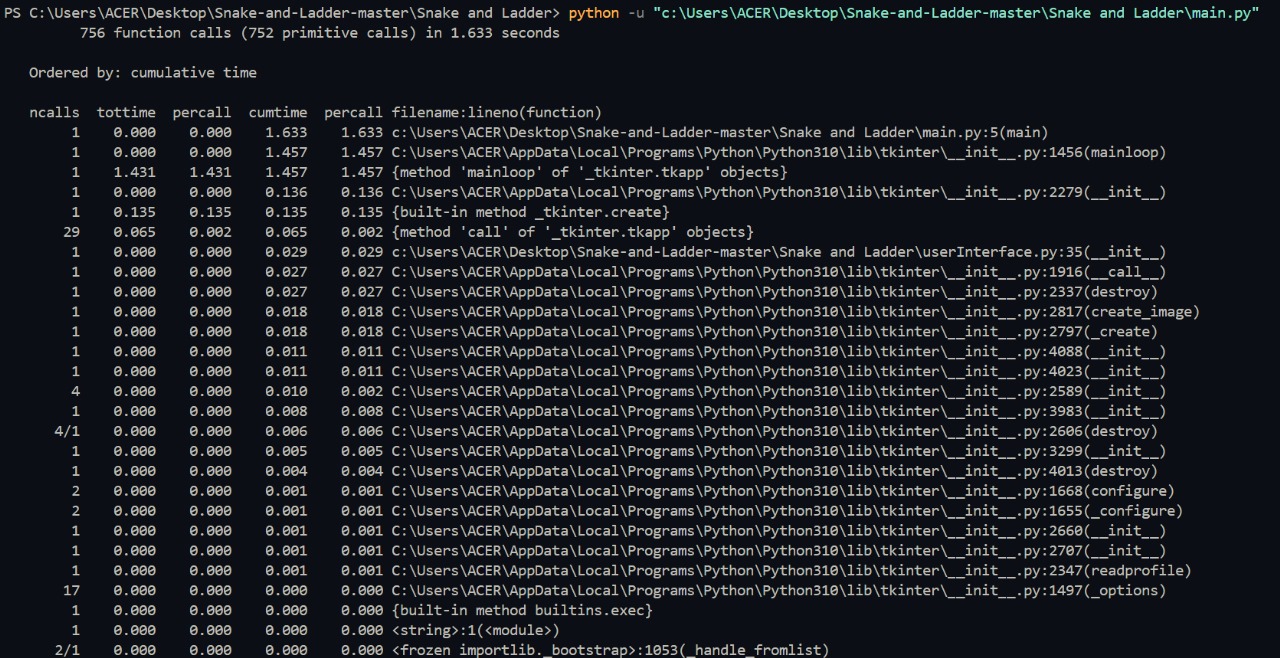 PS C:\Users\ACER\Desktop\Snake-and-Ladder-master\Snake and Ladder> python -u "c:\Users\ACER\Desktop\Snake-and-Ladder-master\Snake and Ladder\main.py"
756 function calls (752 primitive calls) in 1.633 seconds
Ordered by: cumulative time
ncalls tottime percall cumtime percall filename:lineno(function)
1 0.000 0.000 1.633 1.633 c:\Users\ACER\Desktop\Snake-and-Ladder-master\Snake and Ladder\main.py:5(main)
1 0.000 0.000 1.457 1.457 C:\Users\ACER\AppData\Local\Programs\Python\Python310\lib\tkinter\__init__.py:1456(mainloop)
1 1.431 1.431 1.457 1.457 {method 'mainloop' of '_tkinter.tkapp' objects}
1 0.000 0.000 0.136 0.136 C:\Users\ACER\AppData\Local\Programs\Python\Python310\lib\tkinter\__init__.py:2279(__init__)
1 0.135 0.135 0.135 0.135 {built-in method _tkinter.create}
29 0.065 0.002 0.065 0.002 {method 'call' of '_tkinter.tkapp' objects}
1 0.000 0.000 0.029 0.029 c:\Users\ACER\Desktop\Snake-and-Ladder-master\Snake and Ladder\userInterface.py:35(__init__)
1 0.000 0.000 0.027 0.027 C:\Users\ACER\AppData\Local\Programs\Python\Python310\lib\tkinter\__init__.py:1916(__call__)
1 0.000 0.000 0.027 0.027 C:\Users\ACER\AppData\Local\Programs\Python\Python310\lib\tkinter\__init__.py:2337(destroy)
1 0.000 0.000 0.018 0.018 C:\Users\ACER\AppData\Local\Programs\Python\Python310\lib\tkinter\__init__.py:2817(create_image)
1 0.000 0.000 0.018 0.018 C:\Users\ACER\AppData\Local\Programs\Python\Python310\lib\tkinter\__init__.py:2797(_create)
1 0.000 0.000 0.011 0.011 C:\Users\ACER\AppData\Local\Programs\Python\Python310\lib\tkinter\__init__.py:4088(__init__)
1 0.000 0.000 0.011 0.011 C:\Users\ACER\AppData\Local\Programs\Python\Python310\lib\tkinter\__init__.py:4023(__init__)
4 0.000 0.000 0.010 0.002 C:\Users\ACER\AppData\Local\Programs\Python\Python310\lib\tkinter\__init__.py:2589(__init__)
1 0.000 0.000 0.008 0.008 C:\Users\ACER\AppData\Local\Programs\Python\Python310\lib\tkinter\__init__.py:3983(__init__)
4/1 0.000 0.000 0.006 0.006 C:\Users\ACER\AppData\Local\Programs\Python\Python310\lib\tkinter\__init__.py:2606(destroy)
1 0.000 0.000 0.005 0.005 C:\Users\ACER\AppData\Local\Programs\Python\Python310\lib\tkinter\__init__.py:3299(__init__)
1 0.000 0.000 0.004 0.004 C:\Users\ACER\AppData\Local\Programs\Python\Python310\lib\tkinter\__init__.py:4013(destroy)
2 0.000 0.000 0.001 0.001 C:\Users\ACER\AppData\Local\Programs\Python\Python310\lib\tkinter\__init__.py:1668(configure)
2 0.000 0.000 0.001 0.001 C:\Users\ACER\AppData\Local\Programs\Python\Python310\lib\tkinter\__init__.py:1655(_configure)
1 0.000 0.000 0.001 0.001 C:\Users\ACER\AppData\Local\Programs\Python\Python310\lib\tkinter\__init__.py:2660(__init__)
1 0.000 0.000 0.001 0.001 C:\Users\ACER\AppData\Local\Programs\Python\Python310\lib\tkinter\__init__.py:2707(__init__)
1 0.000 0.000 0.001 0.001 C:\Users\ACER\AppData\Local\Programs\Python\Python310\lib\tkinter\__init__.py:2347(readprofile)
17 0.000 0.000 0.000 0.000 C:\Users\ACER\AppData\Local\Programs\Python\Python310\lib\tkinter\__init__.py:1497(_options)
1 0.000 0.000 0.000 0.000 {built-in method builtins.exec}
1 0.000 0.000 0.000 0.000 <string>:1(<module>)
2/1 0.000 0.000 0.000 0.000 <frozen importlib._bootstrap>:1053(_handle_fromlist)